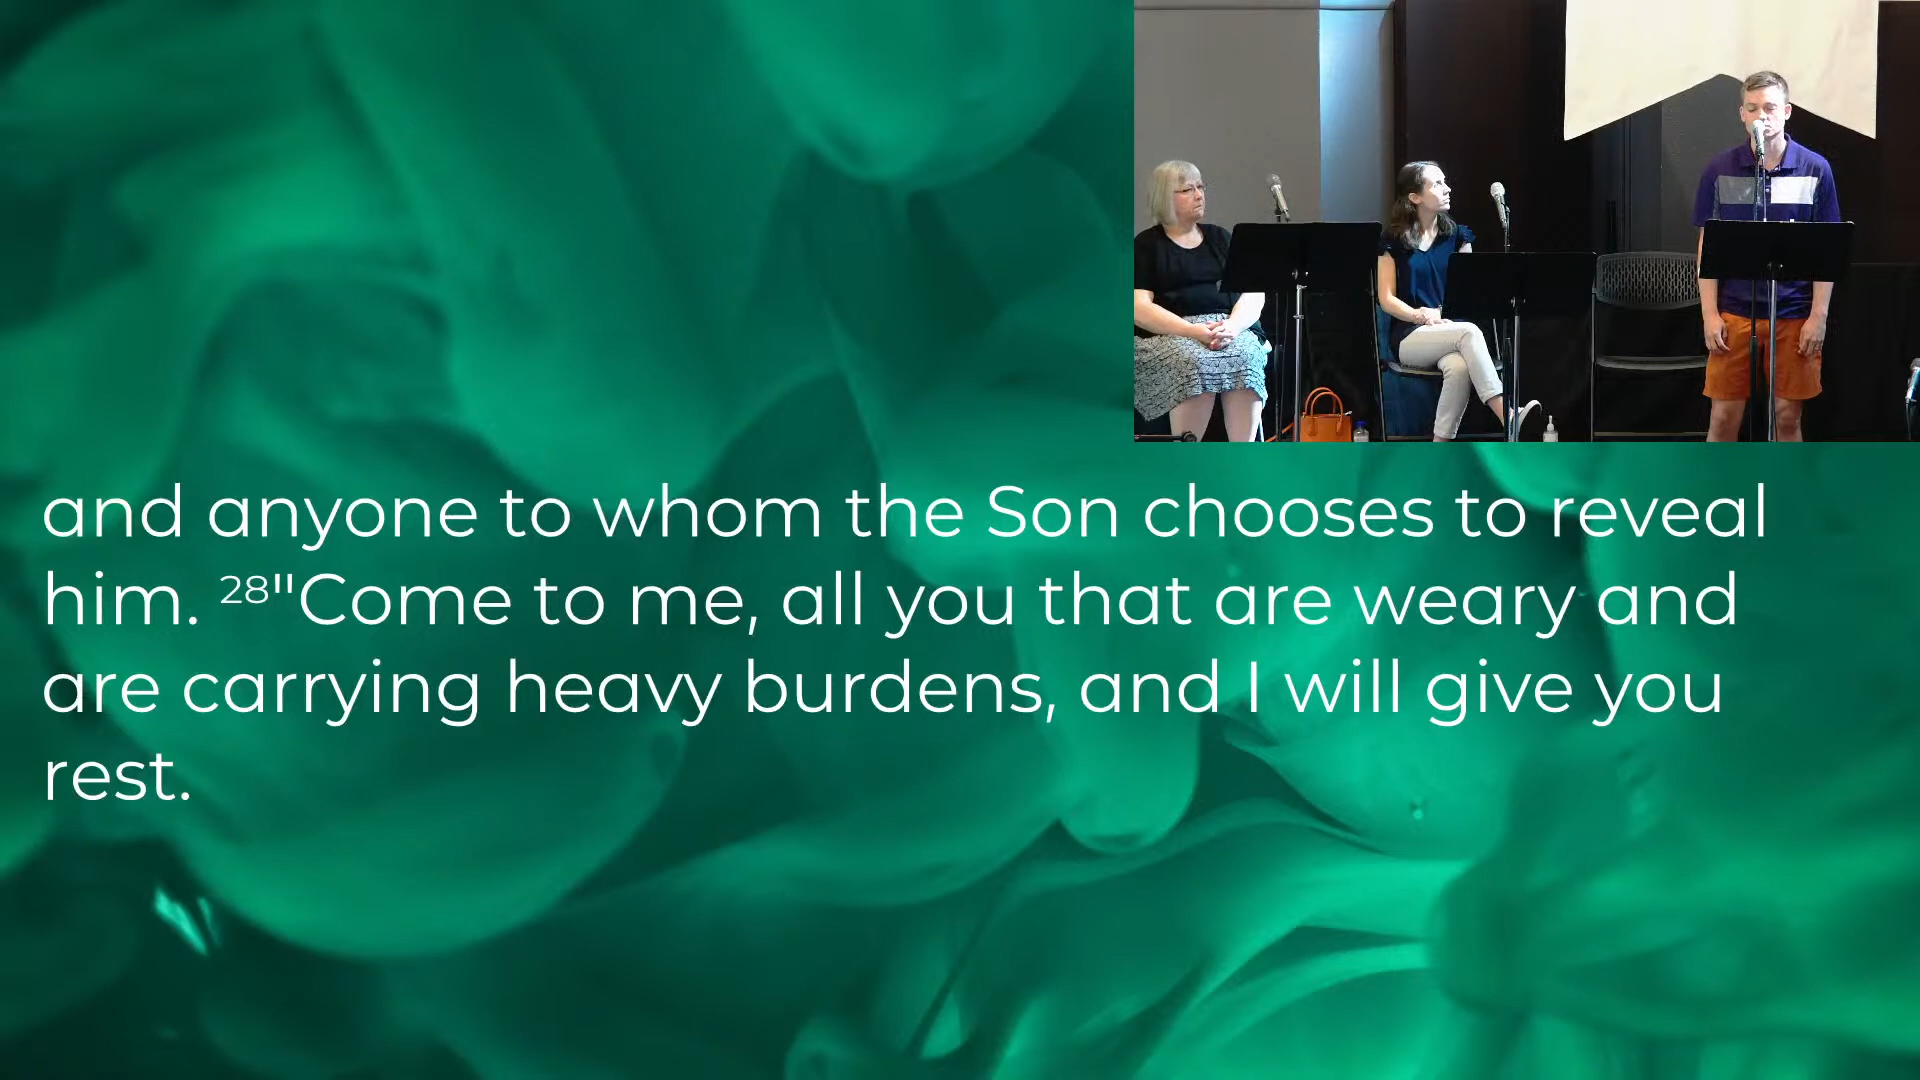 and anyone to whom the Son chooses to reveal
him. 28"Come to me, all you that are weary and
are carrying heavy burdens, and I will give you
rest.